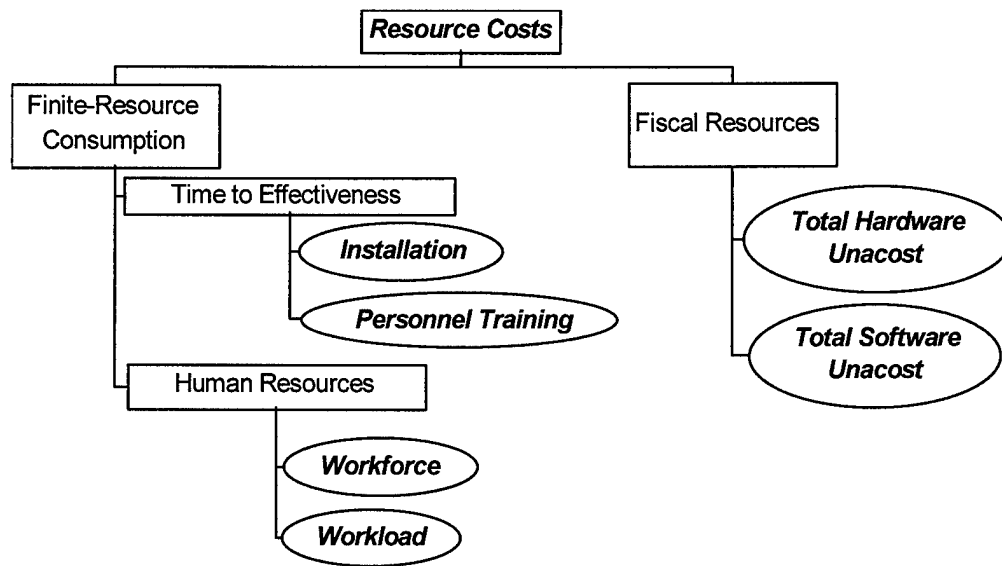 Resource Costs
Finite-Resource
Consumption
Fiscal Resources
Time to Effectiveness
Installation
Personnel Training
Human Resources
Workforce
Workload
Total Hardware
Unacost
Total Software
Unacost